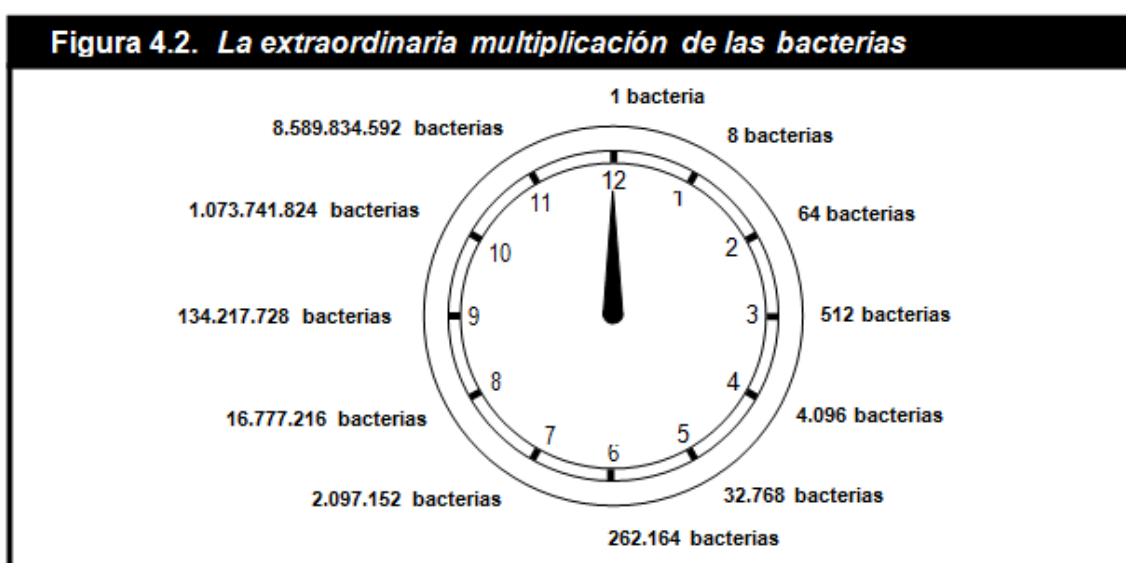 Figura 4.2. La extraordinaria multiplicación de las bacterias
1 bacteria
8 bacterias
64 bacterias
512 bacterias
4.096 bacterias
32.768 bacterias
262.164 bacterias
2.097.152 bacterias
16.777.216 bacterias
134.217.728 bacterias
1.073.741.824 bacterias
8.589.834.592 bacterias
12
1
2
3
4
5
6
7
8
9
10
11